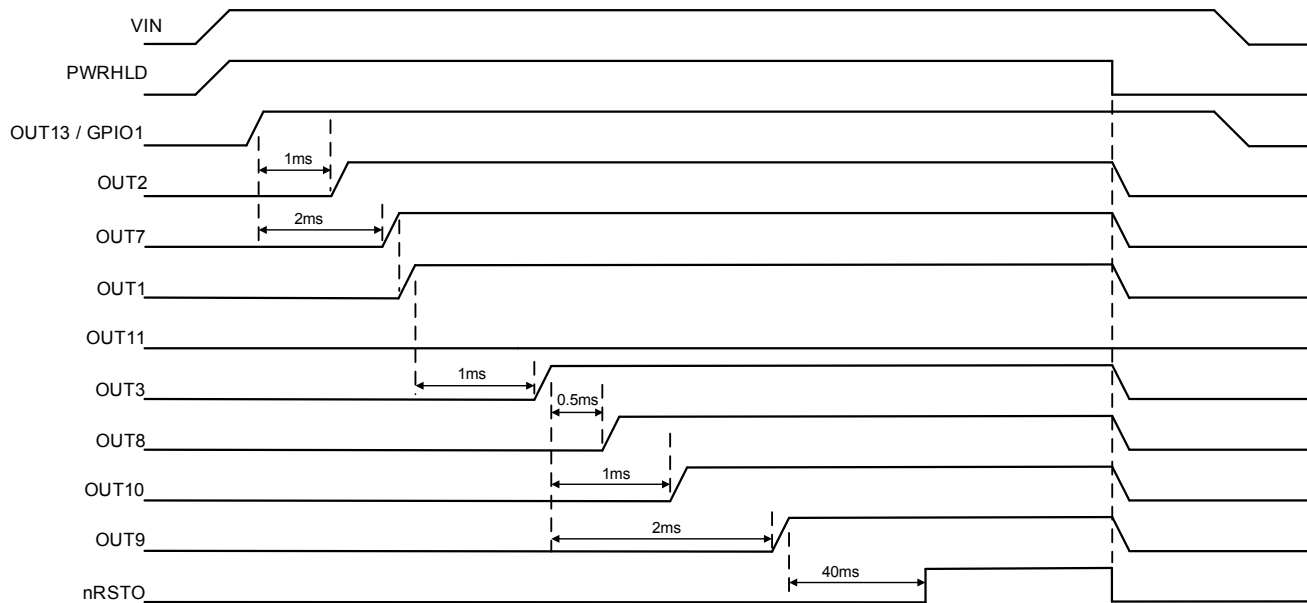 VIN
PWRHLD
OUT13 / GPIO1
1ms
OUT2
2ms
OUT7
OUT1
OUT11
1ms
OUT3
0.5ms
OUT8
1ms
OUT10
2ms
OUT9
40ms
nRSTO